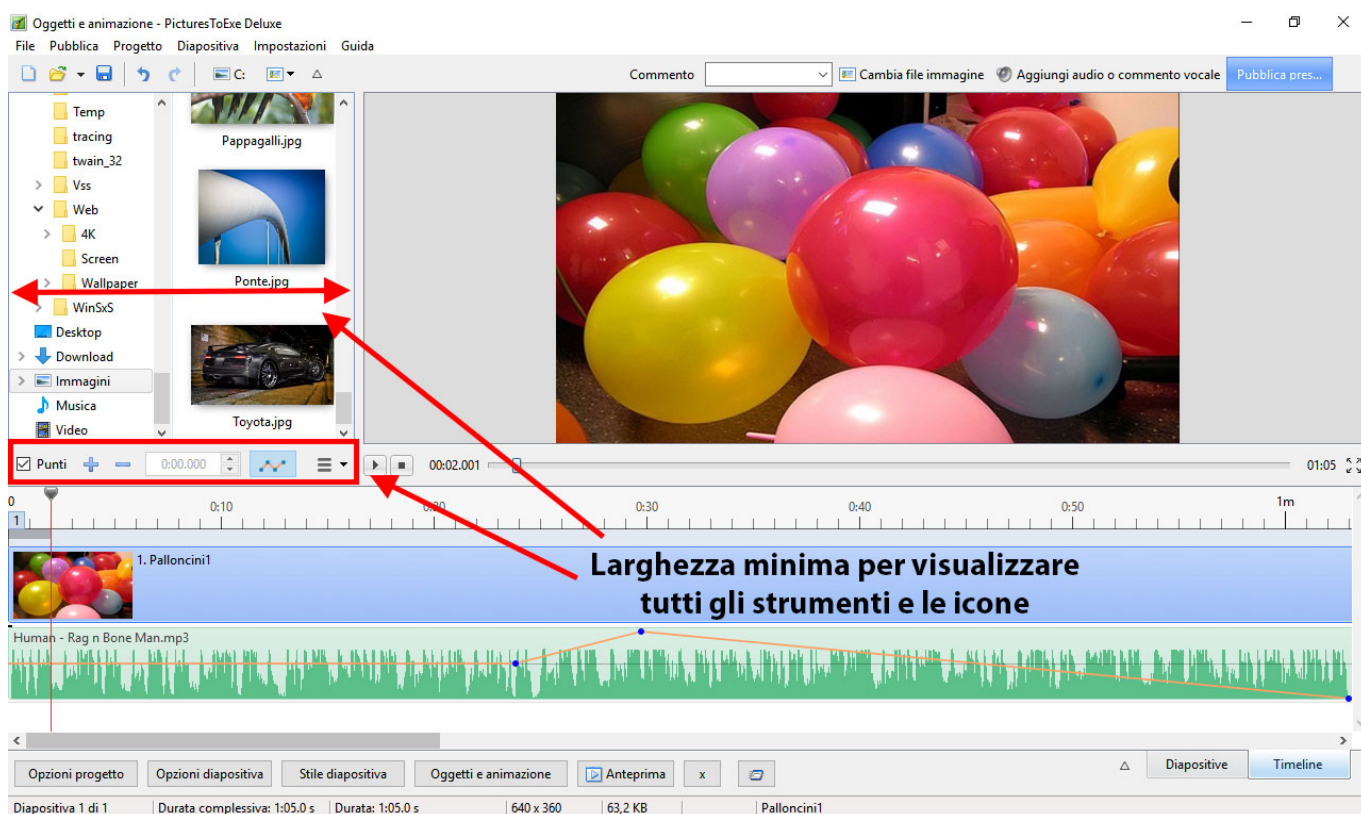 Oggetti e animazione - PicturesToExe Deluxe
File Pubblica Progetto Diapositiva Impostazioni Guida
C: Commento Cambia file immagine Aggiungi audio o commento vocale Pubblica pres...
Temp
tracing
twain_32
Vss
Web
4K
Screen
Wallpaper
WinSxS
Desktop
Download
Immagini
Musica
Video
Pappagalli.jpg
Ponte.jpg
Toyota.jpg
Punti 0:00.000 00:02.001 01:05
0 0:10 0:20 0:30 0:40 0:50 1m
1
1. Palloncini1
Larghezza minima per visualizzare
tutti gli strumenti e le icone
Human - Rag n Bone Man.mp3
Opzioni progetto Opzioni diapositiva Stile diapositiva Oggetti e animazione Anteprima x Diapositive Timeline
Diapositiva 1 di 1 Durata complessiva: 1:05.0 s Durata: 1:05.0 s 640 x 360 63,2 KB Palloncini1